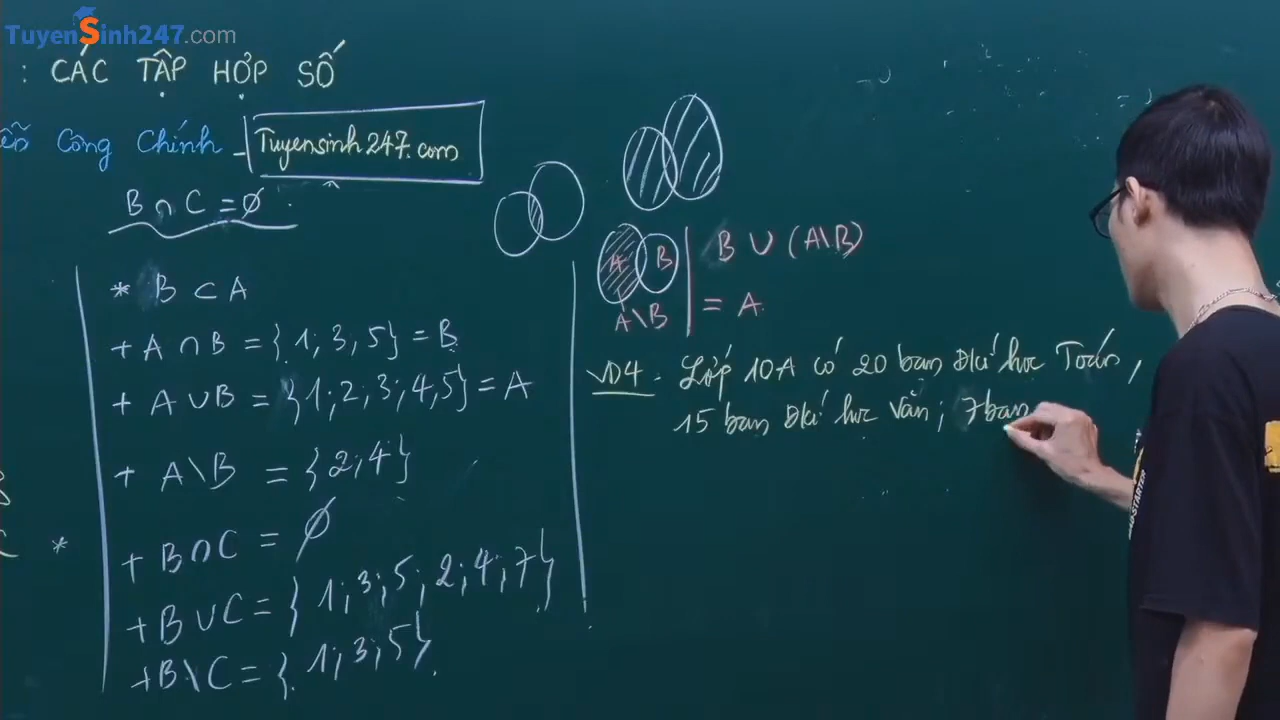 TuyenSinh247.com
: CÁC TẬP HỢP SỐ
Công Chính _ Tuyensinh247.com
B ∩ C = ∅
* B ⊂ A
+ A ∩ B = {1; 3; 5} = B
+ A ∪ B = {1; 2; 3; 4; 5} = A
+ A \ B = {2; 4}
*
+ B ∩ C = ∅
+ B ∪ C = {1; 3; 5; 2; 4; 7}
+ B \ C = {1; 3; 5}
A B
A \ B
B ∪ (A\B)
= A
VD4. Lớp 10A có 20 bạn Đkí học Toán,
15 bạn Đkí học Văn; 7 bạn